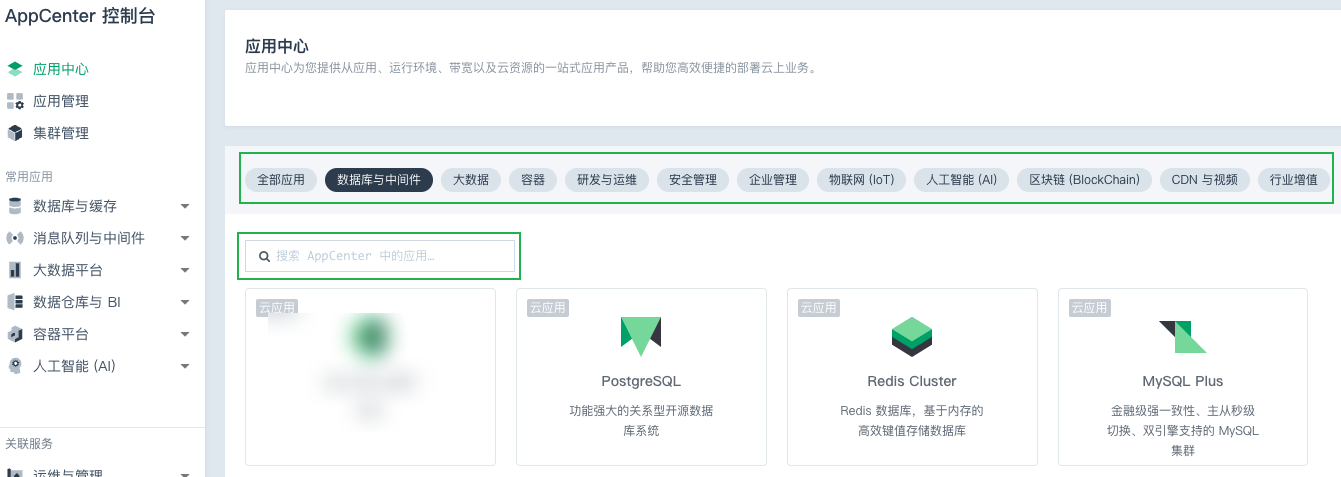 AppCenter 控制台
应用中心
应用管理
集群管理
常用应用
数据库与缓存
消息队列与中间件
大数据平台
数据仓库与 BI
容器平台
人工智能 (AI)
关联服务
运维与管理
应用中心
应用中心为您提供从应用、运行环境、带宽以及云资源的一站式应用产品，帮助您高效便捷的部署云上业务。
全部应用 数据库与中间件 大数据 容器 研发与运维 安全管理 企业管理 物联网 (IoT) 人工智能 (AI) 区块链 (BlockChain) CDN 与视频 行业增值
搜索 AppCenter 中的应用...
云应用
云应用
PostgreSQL
功能强大的关系型开源数据
库系统
云应用
Redis Cluster
Redis 数据库，基于内存的
高效键值存储数据库
云应用
MySQL Plus
金融级强一致性、主从秒级
切换、双引擎支持的 MySQL
集群